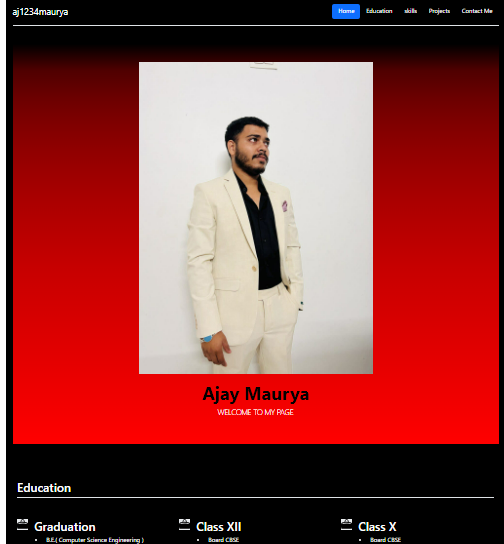 aj1234maurya
Home Education skills Projects Contact Me
Ajay Maurya
WELCOME TO MY PAGE
Education
Graduation
B.E.( Computer Science Engineering )
Class XII
Board CBSE
Class X
Board CBSE